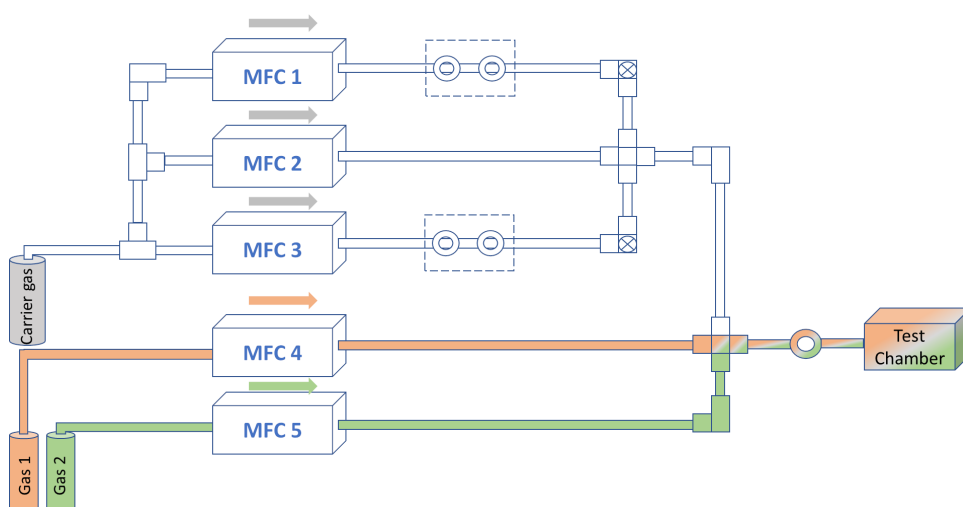 MFC 1
MFC 2
MFC 3
Carrier gas
MFC 4
Test
Chamber
MFC 5
Gas 1
Gas 2